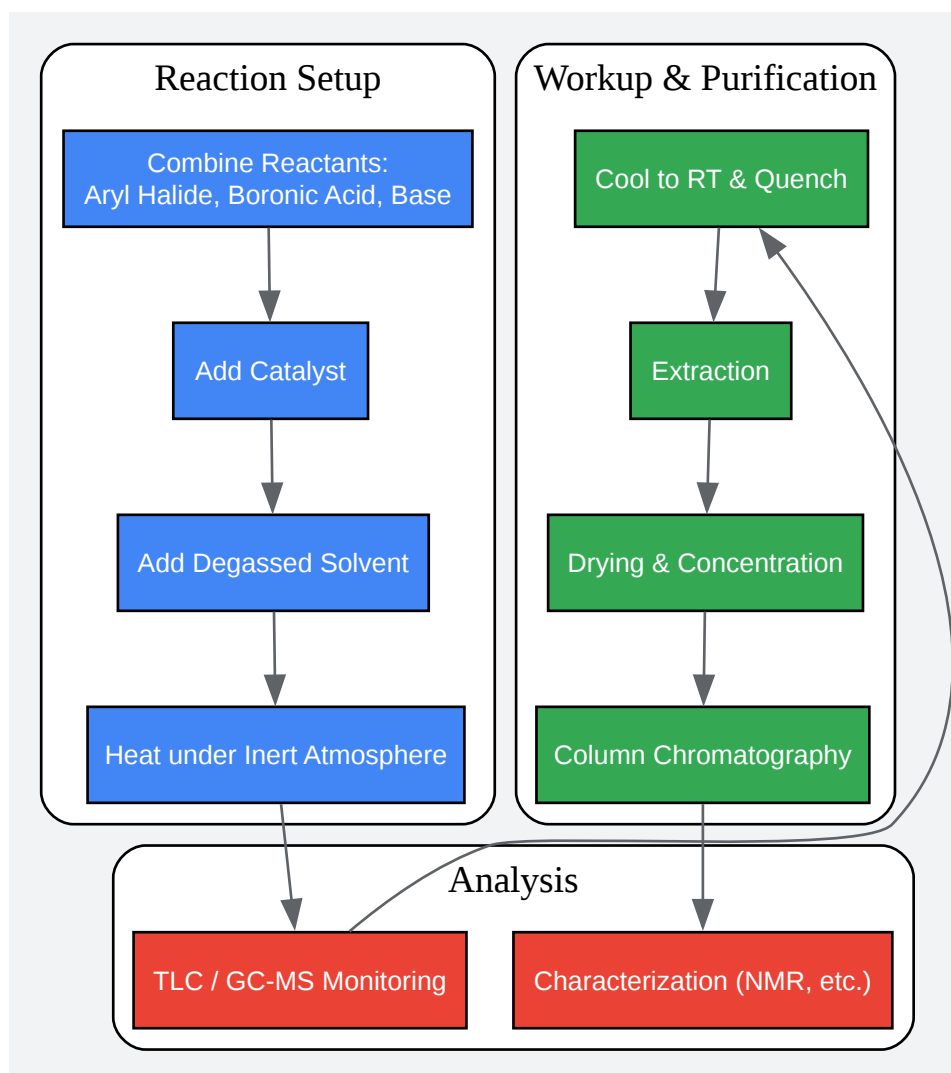 Reaction Setup
Combine Reactants:
Aryl Halide, Boronic Acid, Base
Add Catalyst
Add Degassed Solvent
Heat under Inert Atmosphere
Workup & Purification
Cool to RT & Quench
Extraction
Drying & Concentration
Column Chromatography
Analysis
TLC / GC-MS Monitoring
Characterization (NMR, etc.)